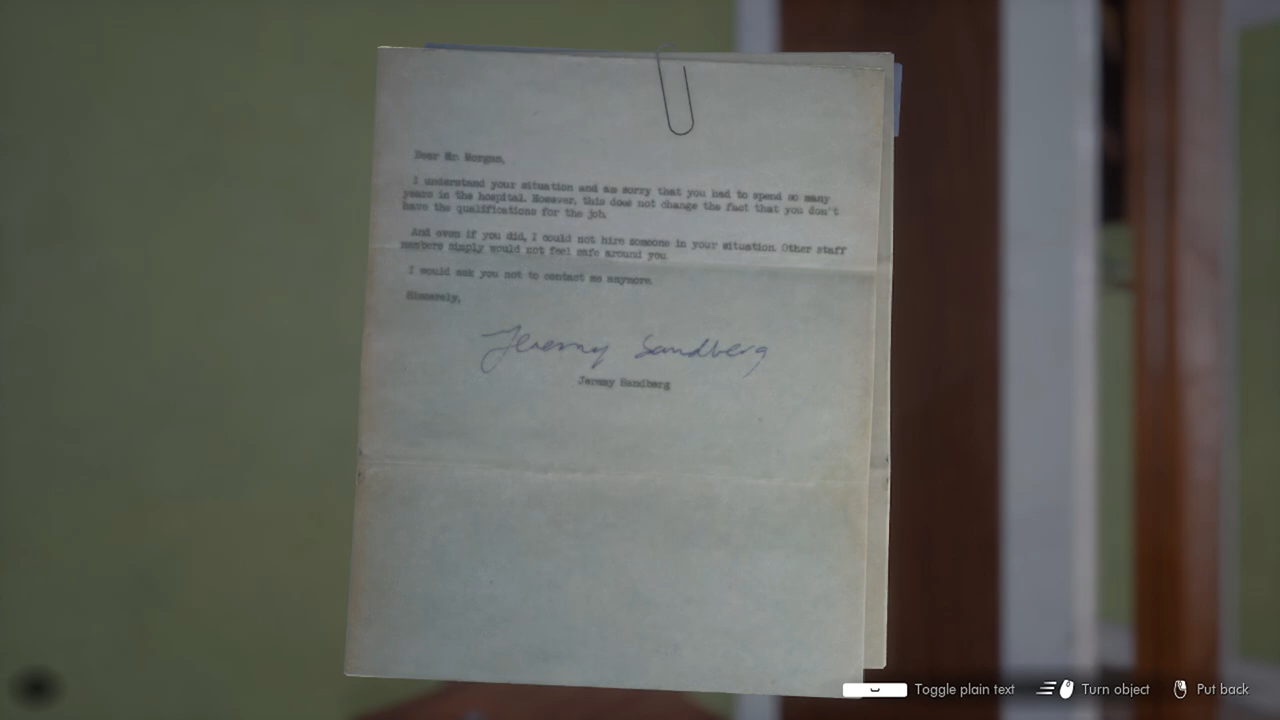 Dear Mr. Morgan,
I understand your situation and am sorry that you had to spend so many
years in the hospital. However, this does not change the fact that you don't
have the qualifications for the job.
And even if you did, I could not hire someone in your situation. Other staff
members simply would not feel safe around you.
I would ask you not to contact me anymore.
Sincerely,
Jeremy Sandberg
Jeremy Sandberg
Toggle plain text
Turn object
Put back